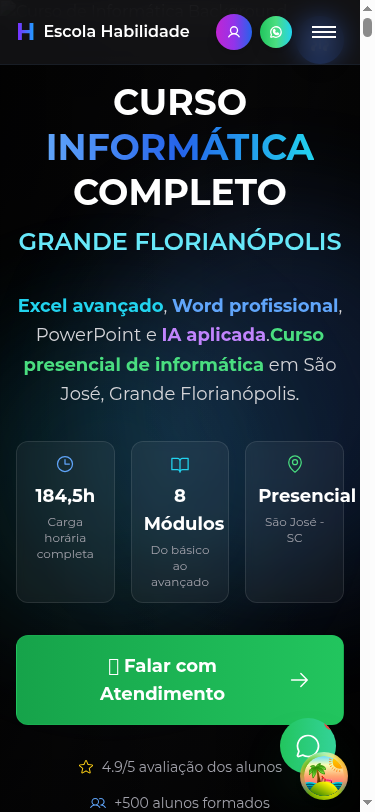 H Escola Habilidade
CURSO
INFORMÁTICA
COMPLETO
GRANDE FLORIANÓPOLIS
Excel avançado, Word profissional,
PowerPoint e IA aplicada.Curso
presencial de informática em São
José, Grande Florianópolis.
184,5h
Carga
horária
completa
8
Módulos
Do básico
ao
avançado
Presencial
São José -
SC
Falar com
Atendimento
4.9/5 avaliação dos alunos
+500 alunos formados